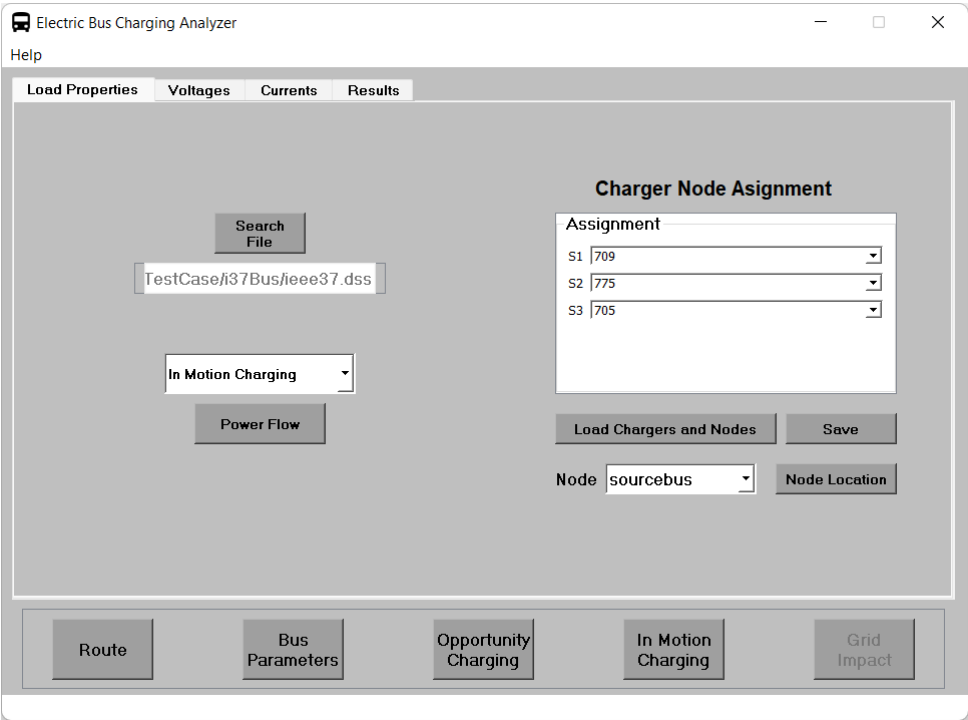 Electric Bus Charging Analyzer
Help
Load Properties Voltages Currents Results
Charger Node Asignment
Search
File
TestCase/i37Bus/ieee37.dss
Assignment
S1 709
S2 775
S3 705
In Motion Charging
Power Flow
Load Chargers and Nodes Save
Node sourcebus Node Location
Route
Bus
Parameters
Opportunity
Charging
In Motion
Charging
Grid
Impact